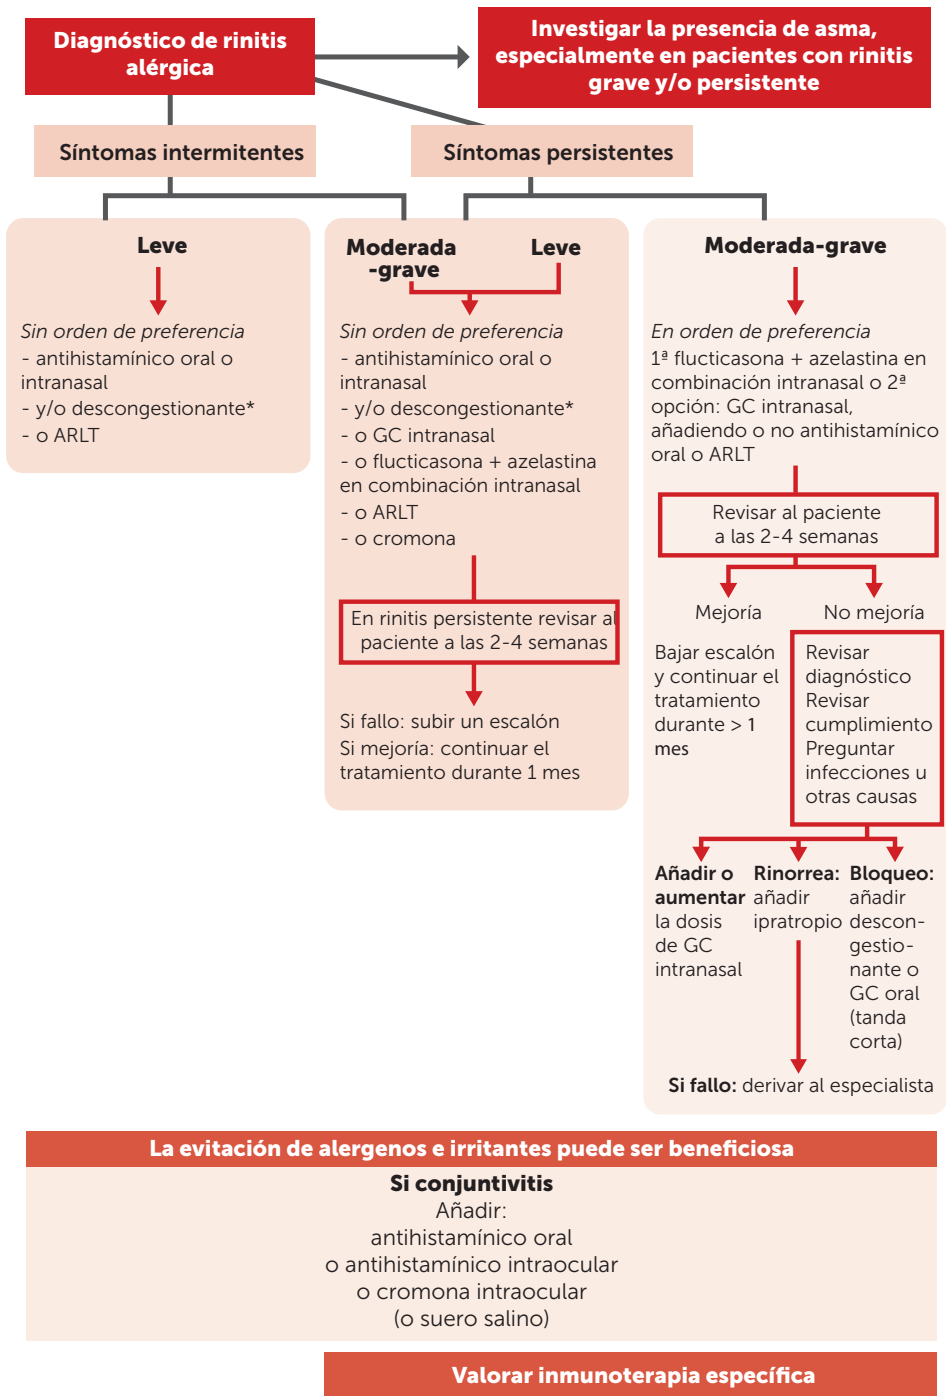 Diagnóstico de rinitis
alérgica
Investigar la presencia de asma,
especialmente en pacientes con rinitis
grave y/o persistente
Síntomas intermitentes
Síntomas persistentes
Leve
Sin orden de preferencia
- antihistamínico oral o
intranasal
- y/o descongestionante*
- o ARLT
Moderada
-grave
Leve
Sin orden de preferencia
- antihistamínico oral o
intranasal
- y/o descongestionante*
- o GC intranasal
- o flucticasona + azelastina
en combinación intranasal
- o ARLT
- o cromona
En rinitis persistente revisar al
paciente a las 2-4 semanas
Si fallo: subir un escalón
Si mejoría: continuar el
tratamiento durante 1 mes
Moderada-grave
En orden de preferencia
1ª flucticasona + azelastina en
combinación intranasal o 2ª
opción: GC intranasal,
añadiendo o no antihistamínico
oral o ARLT
Revisar al paciente
a las 2-4 semanas
Mejoría
Bajar escalón
y continuar el
tratamiento
durante > 1
mes
No mejoría
Revisar
diagnóstico
Revisar
cumplimiento
Preguntar
infecciones u
otras causas
Añadir o
aumentar
la dosis
de GC
intranasal
Rinorrea:
añadir
ipratropio
Bloqueo:
añadir
descon-
gestio-
nante o
GC oral
(tanda
corta)
Si fallo: derivar al especialista
La evitación de alergenos e irritantes puede ser beneficiosa
Si conjuntivitis
Añadir:
antihistamínico oral
o antihistamínico intraocular
o cromona intraocular
(o suero salino)
Valorar inmunoterapia específica